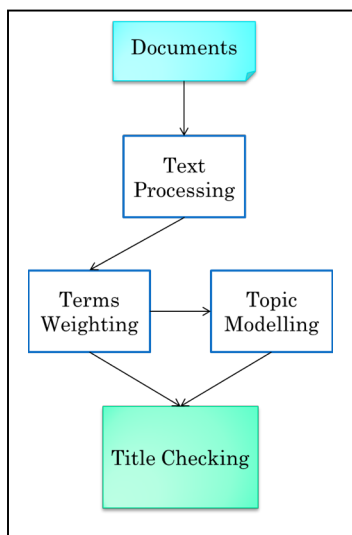 Documents
Text
Processing
Terms
Weighting
Topic
Modelling
Title Checking